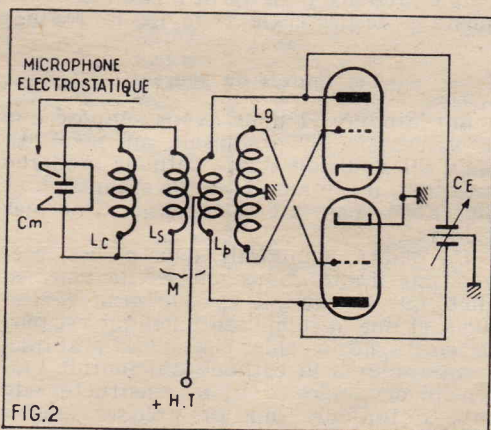 MICROPHONE
ELECTROSTATIQUE
Cm
Lc
Ls
M
Lp
Lg
CE
+ H.T
FIG.2